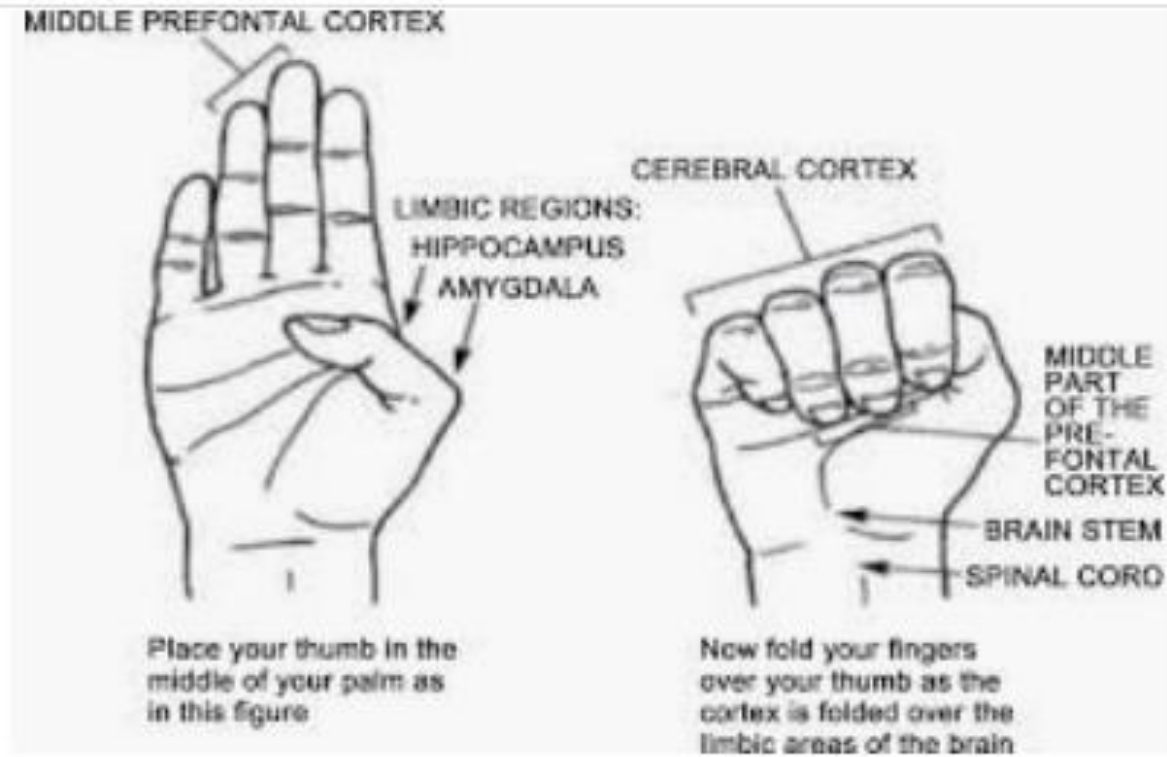 MIDDLE PREFONTAL CORTEX
LIMBIC REGIONS:
HIPPOCAMPUS
AMYGDALA
Place your thumb in the
middle of your palm as
in this figure
CEREBRAL CORTEX
MIDDLE
PART
OF THE
PRE-
FONTAL
CORTEX
BRAIN STEM
SPINAL CORD
Now fold your fingers
over your thumb as the
cortex is folded over the
limbic areas of the brain